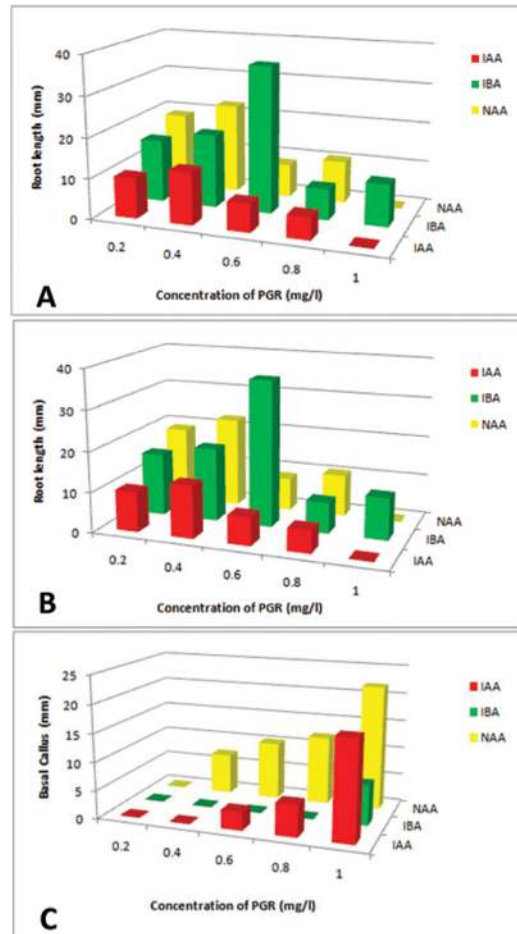 40
30
20
10
0
Root length (mm)
0.2
0.4
0.6
0.8
1
Concentration of PGR (mg/l)
NAA
IBA
IAA
IAA
IBA
NAA
A
40
30
20
10
0
Root length (mm)
0.2
0.4
0.6
0.8
1
Concentration of PGR (mg/l)
NAA
IBA
IAA
IAA
IBA
NAA
B
25
20
15
10
5
0
Basal Callus (mm)
0.2
0.4
0.6
0.8
1
Concentration of PGR (mg/l)
NAA
IBA
IAA
IAA
IBA
NAA
C